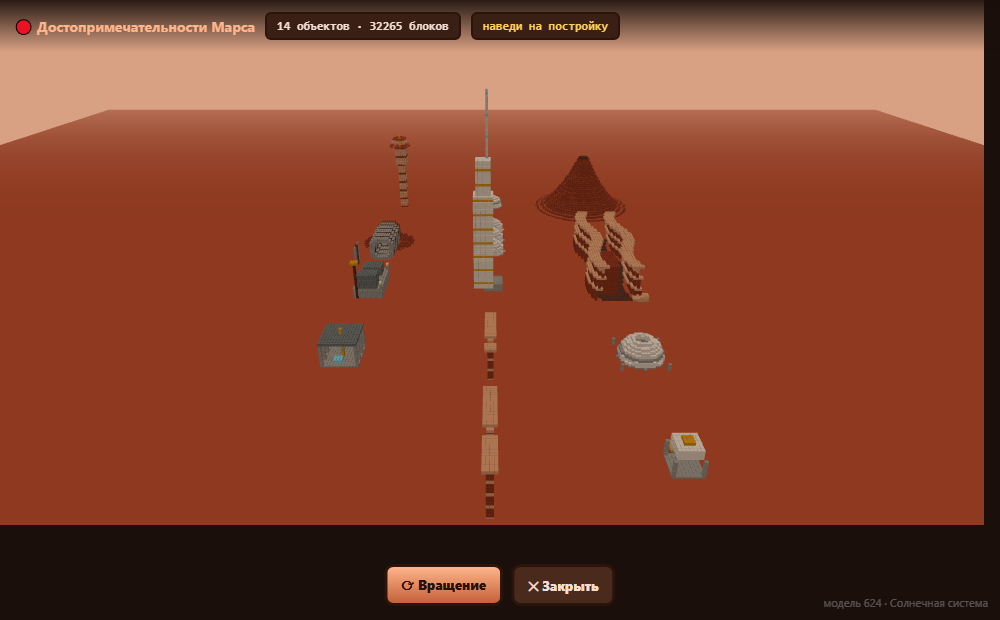 Достопримечательности Марса
14 объектов · 32265 блоков
наведи на постройку
⟳ Вращение
✕ Закрыть
модель 624 · Солнечная система